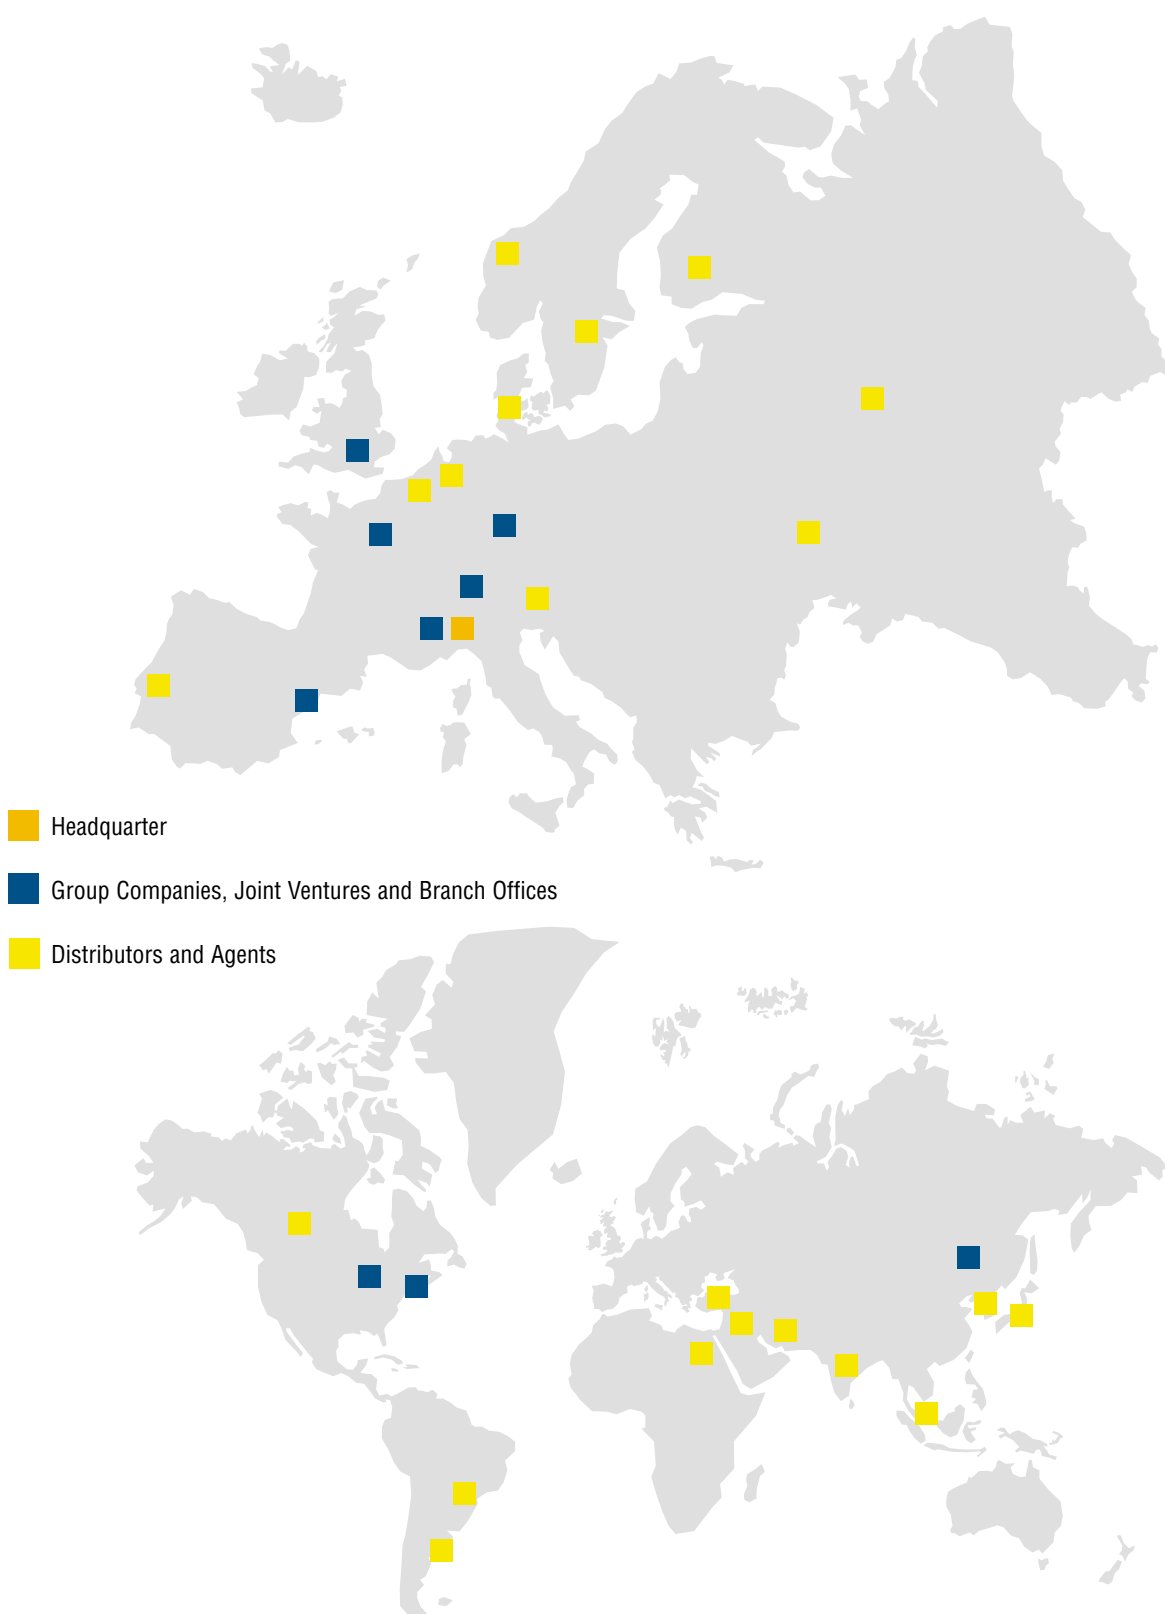 Headquarter
Group Companies, Joint Ventures and Branch Offices
Distributors and Agents